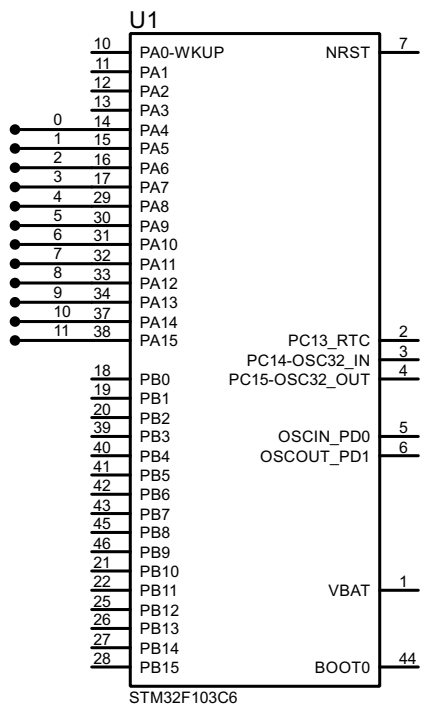 U1
10 PA0-WKUP NRST 7
11 PA1
12 PA2
13 PA3
0 14 PA4
1 15 PA5
2 16 PA6
3 17 PA7
4 29 PA8
5 30 PA9
6 31 PA10
7 32 PA11
8 33 PA12
9 34 PA13
10 37 PA14
11 38 PA15 PC13_RTC 2
PC14-OSC32_IN 3
18 PB0 PC15-OSC32_OUT 4
19 PB1
20 PB2
39 PB3 OSCIN_PD0 5
40 PB4 OSCOUT_PD1 6
41 PB5
42 PB6
43 PB7
45 PB8
46 PB9
21 PB10
22 PB11 VBAT 1
25 PB12
26 PB13
27 PB14
28 PB15 BOOT0 44
STM32F103C6